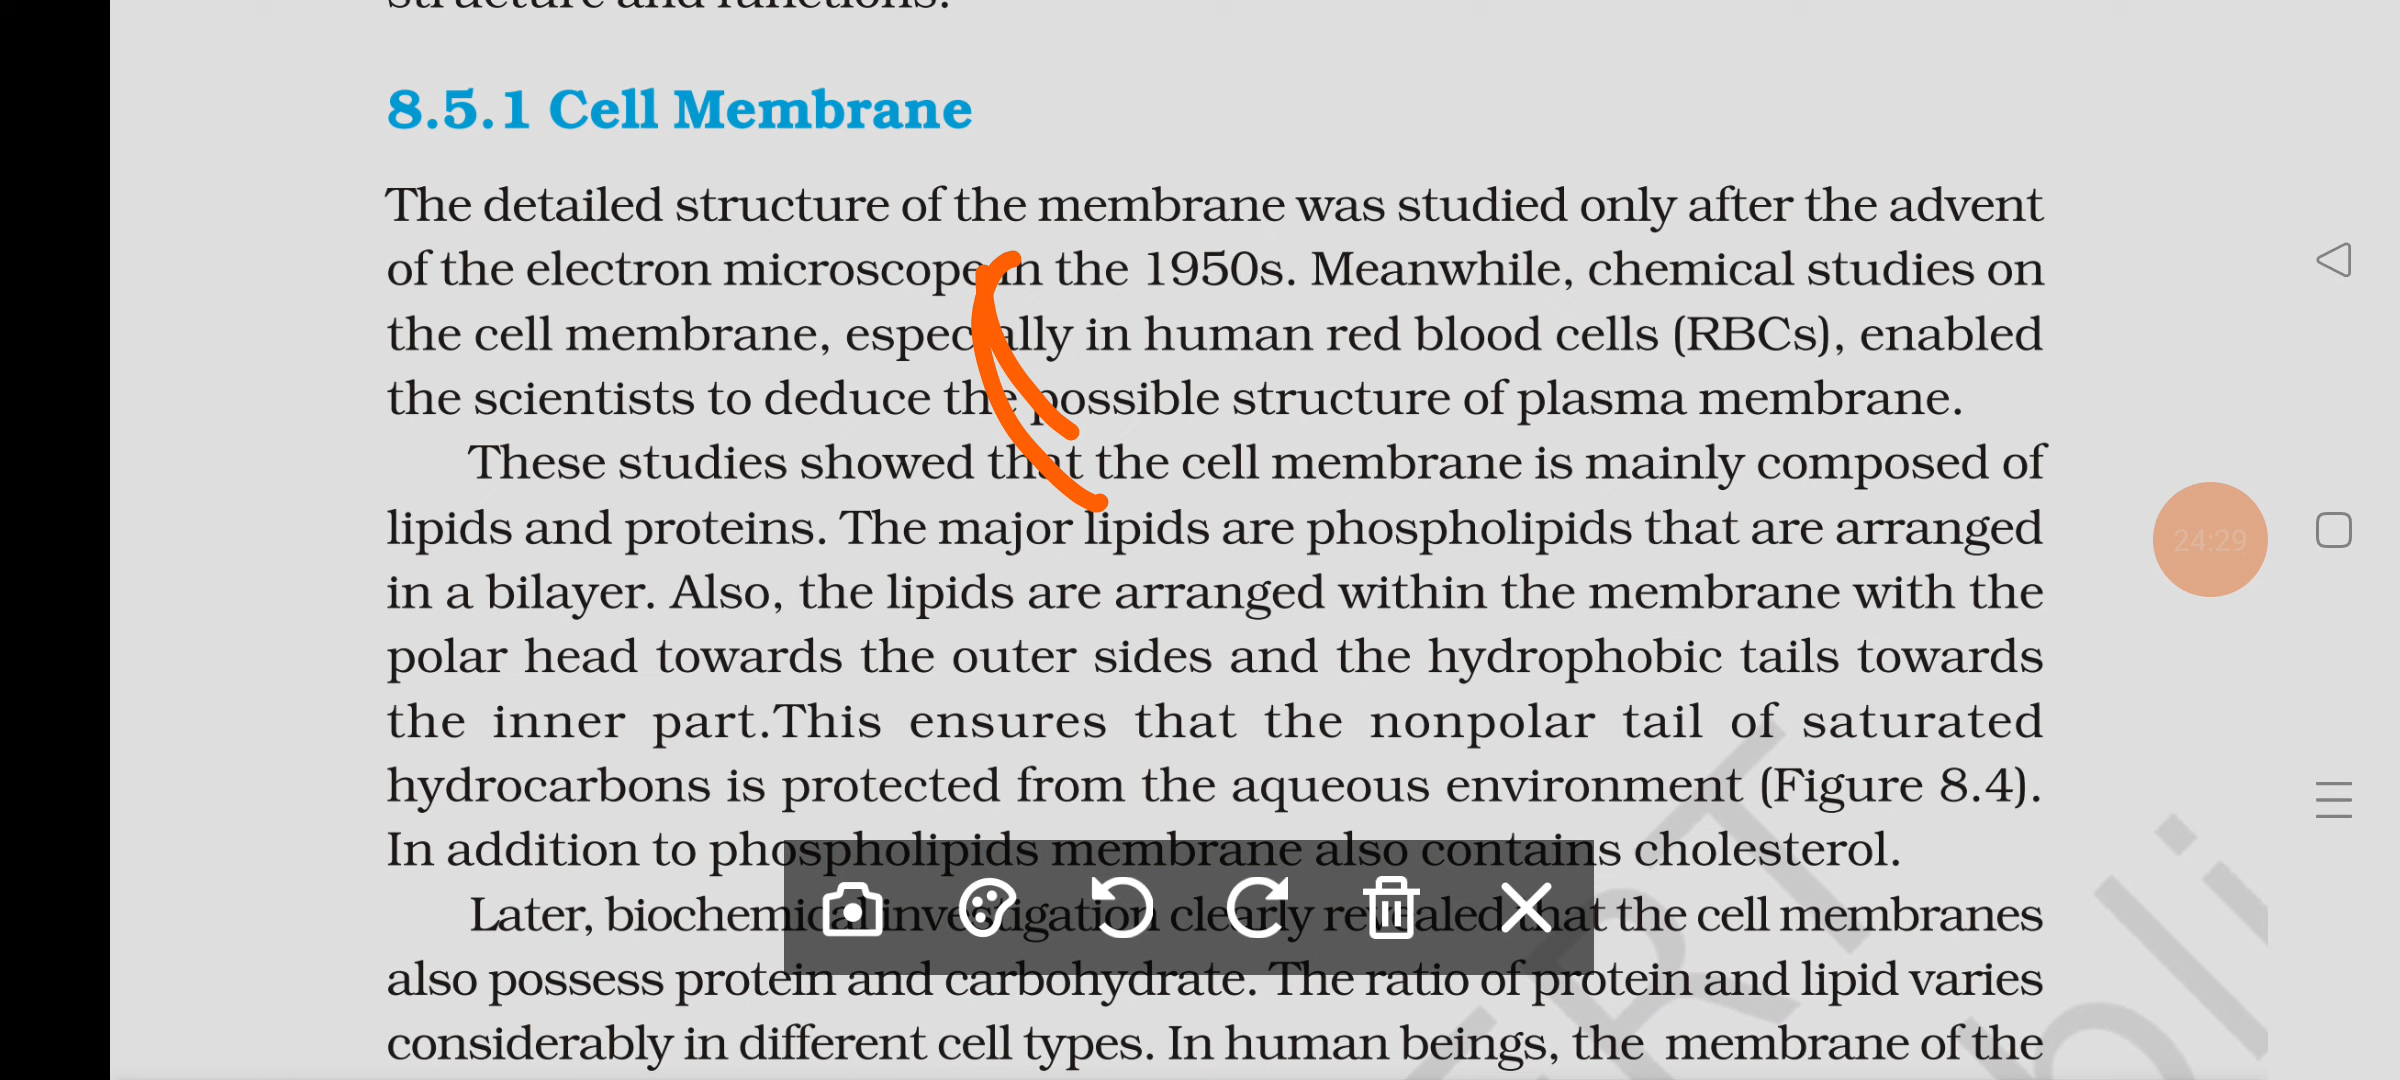 structure and functions.
8.5.1 Cell Membrane
The detailed structure of the membrane was studied only after the advent
of the electron microscope in the 1950s. Meanwhile, chemical studies on
the cell membrane, especially in human red blood cells (RBCs), enabled
the scientists to deduce the possible structure of plasma membrane.
These studies showed that the cell membrane is mainly composed of
lipids and proteins. The major lipids are phospholipids that are arranged
in a bilayer. Also, the lipids are arranged within the membrane with the
polar head towards the outer sides and the hydrophobic tails towards
the inner part.This ensures that the nonpolar tail of saturated
hydrocarbons is protected from the aqueous environment (Figure 8.4).
In addition to phospholipids membrane also contains cholesterol.
Later, biochemical investigation clearly revealed that the cell membranes
also possess protein and carbohydrate. The ratio of protein and lipid varies
considerably in different cell types. In human beings, the membrane of the
24:29